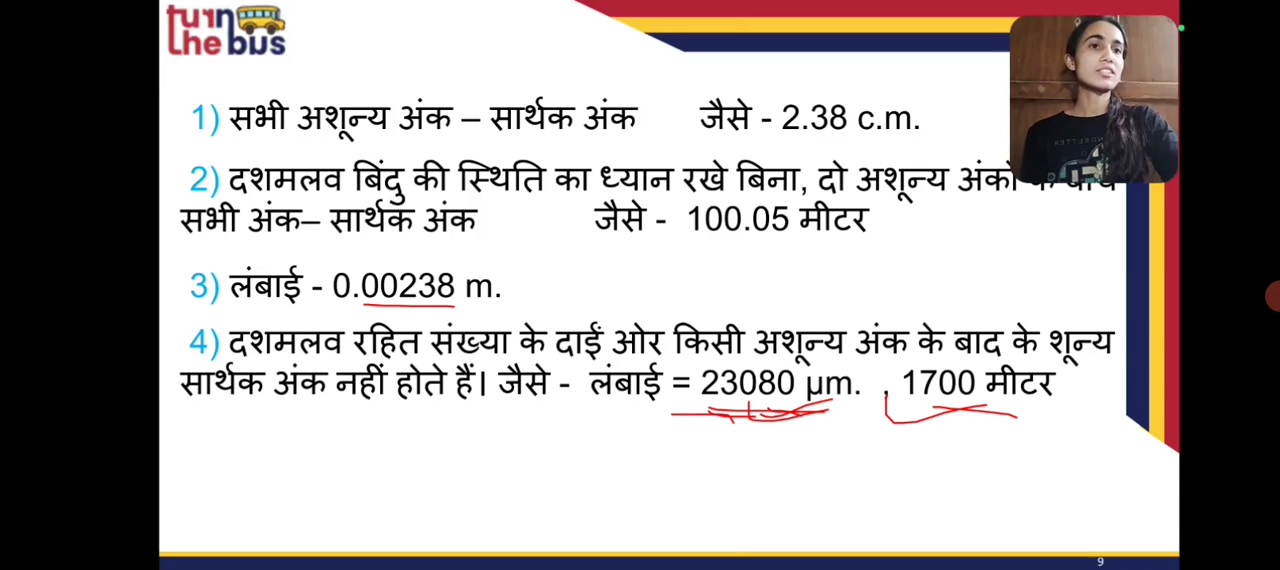 turn
the bus
1) सभी अशून्य अंक – सार्थक अंक जैसे - 2.38 c.m.
2) दशमलव बिंदु की स्थिति का ध्यान रखे बिना, दो अशून्य अंकों
सभी अंक– सार्थक अंक जैसे - 100.05 मीटर
3) लंबाई - 0.00238 m.
4) दशमलव रहित संख्या के दाईं ओर किसी अशून्य अंक के बाद के शून्य
सार्थक अंक नहीं होते हैं। जैसे - लंबाई = 23080 μm. , 1700 मीटर
9